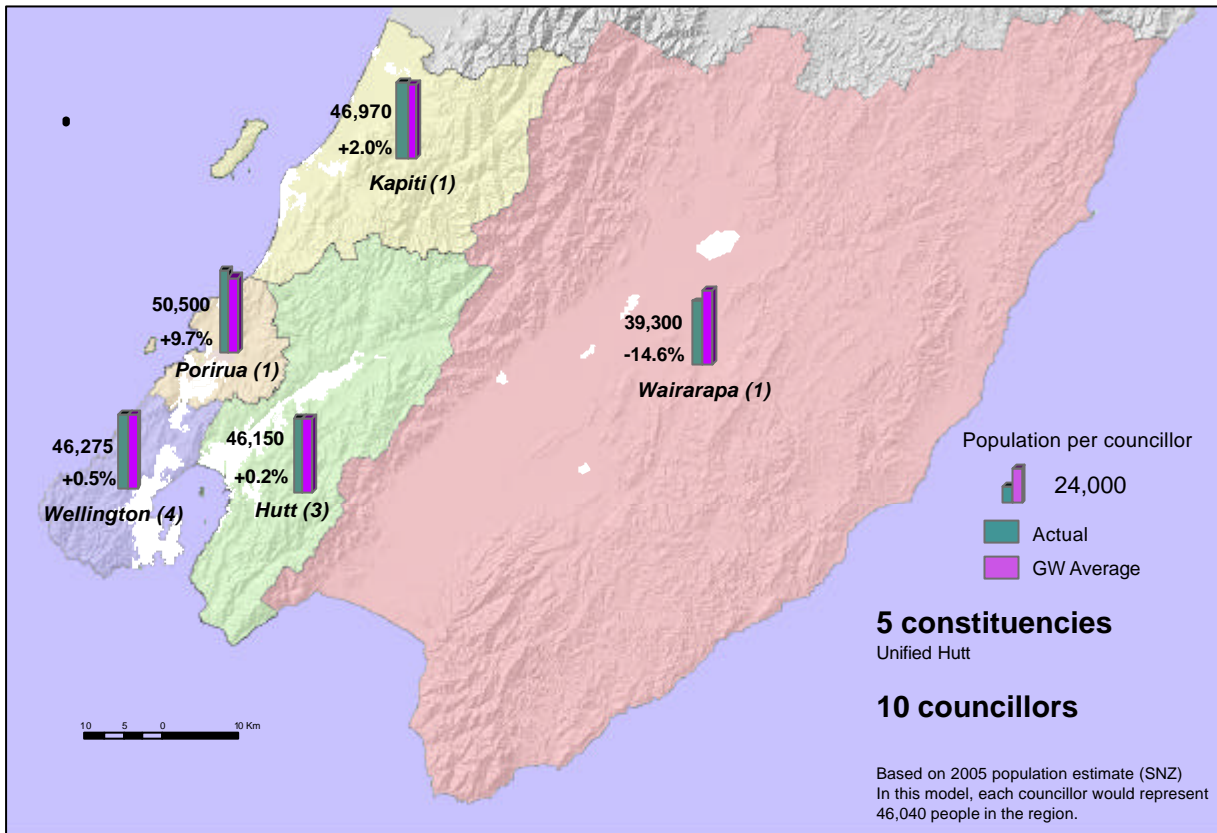 46,970
+2.0%
Kapiti (1)
50,500
+9.7%
Porirua (1)
39,300
-14.6%
Wairarapa (1)
46,275
+0.5%
Wellington (4)
46,150
+0.2%
Hutt (3)
Population per councillor
24,000
Actual
GW Average
5 constituencies
Unified Hutt
10 councillors
10 5 0 10 Km
Based on 2005 population estimate (SNZ)
In this model, each councillor would represent
46,040 people in the region.